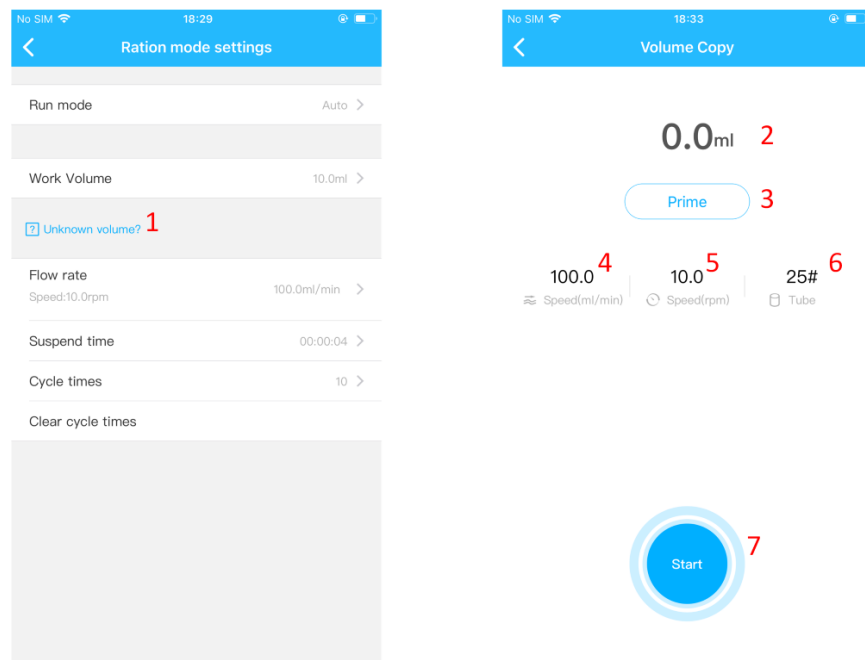 No SIM 18:29
Ration mode settings
Run mode Auto
Work Volume 10.0ml
? Unknown volume? 1
Flow rate
Speed:10.0rpm 100.0ml/min
Suspend time 00:00:04
Cycle times 10
Clear cycle times
No SIM 18:33
Volume Copy
0.0ml 2
Prime 3
100.0 4 10.0 5 25# 6
Speed(ml/min) Speed(rpm) Tube
Start 7